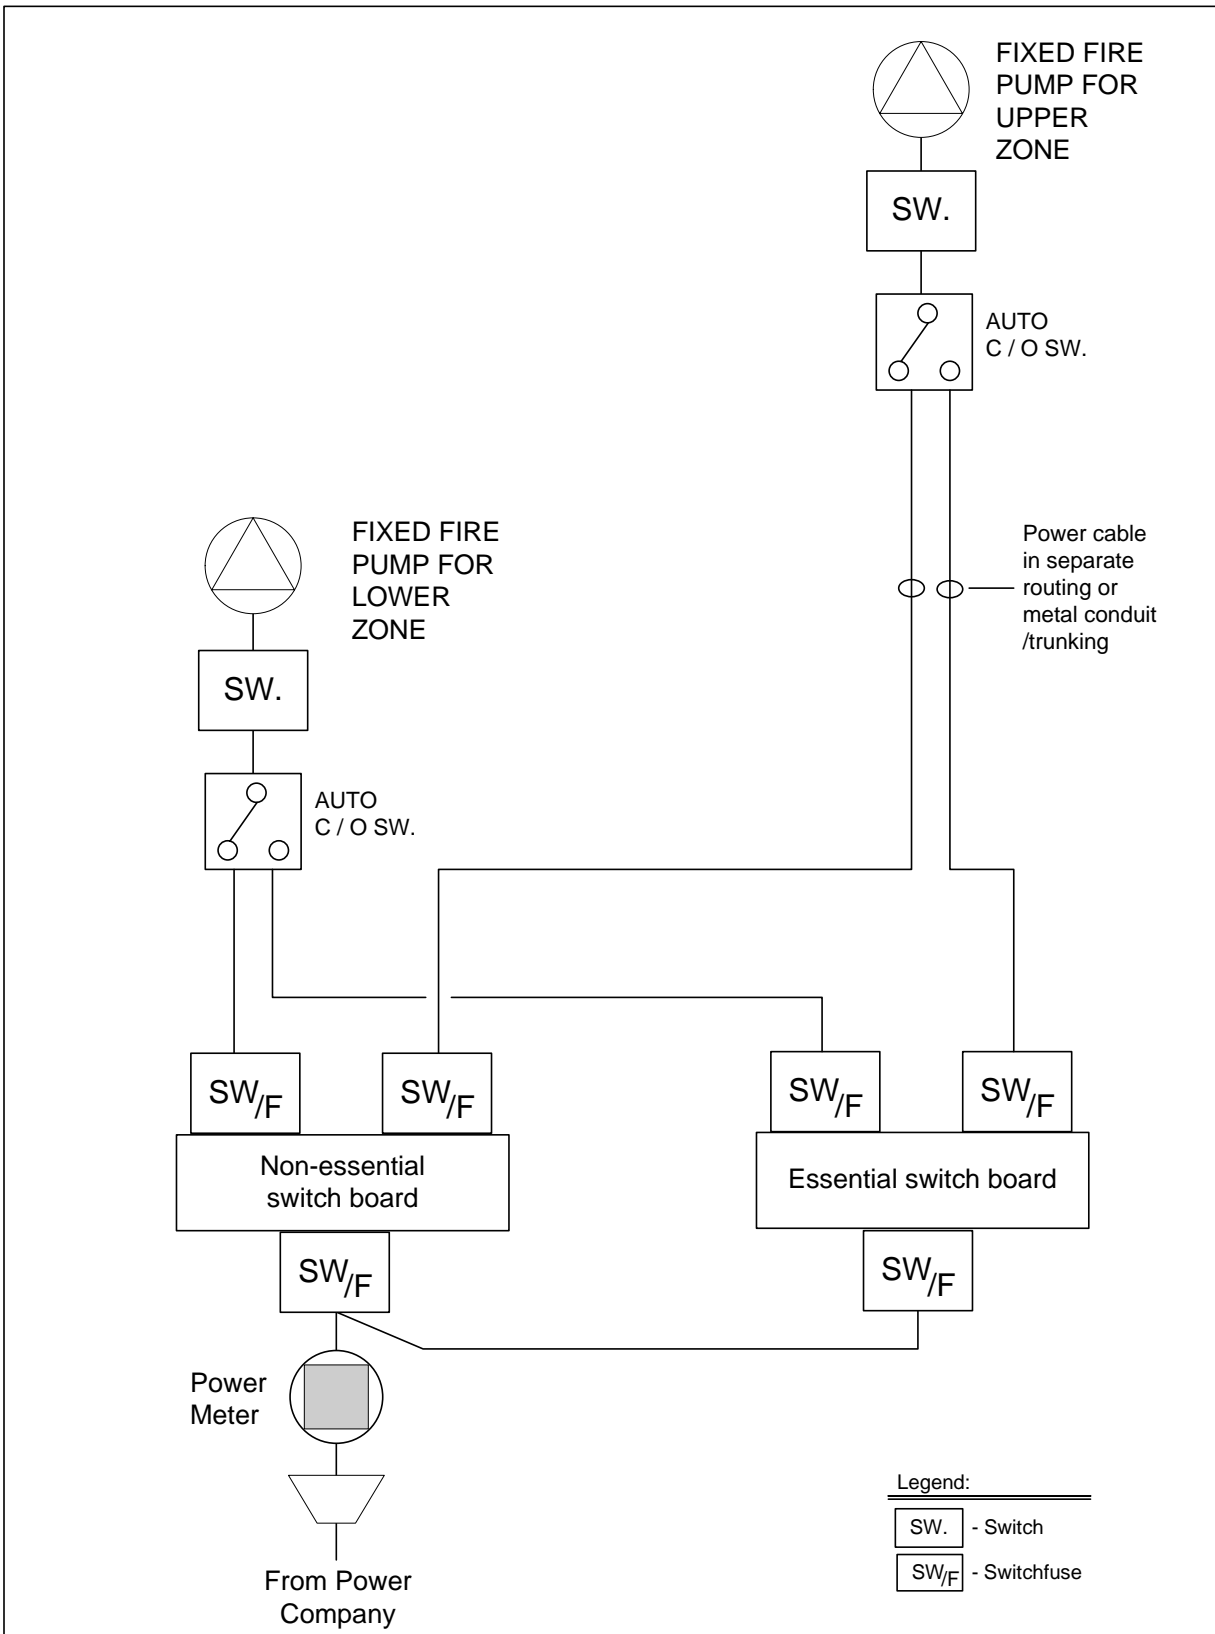 FIXED FIRE
PUMP FOR
UPPER
ZONE
SW.
AUTO
C / O SW.
FIXED FIRE
PUMP FOR
LOWER
ZONE
Power cable
in separate
routing or
metal conduit
/trunking
SW.
AUTO
C / O SW.
SW/F
SW/F
SW/F
SW/F
Non-essential
switch board
Essential switch board
SW/F
SW/F
Power
Meter
From Power
Company
Legend:
SW. - Switch
SW/F - Switchfuse